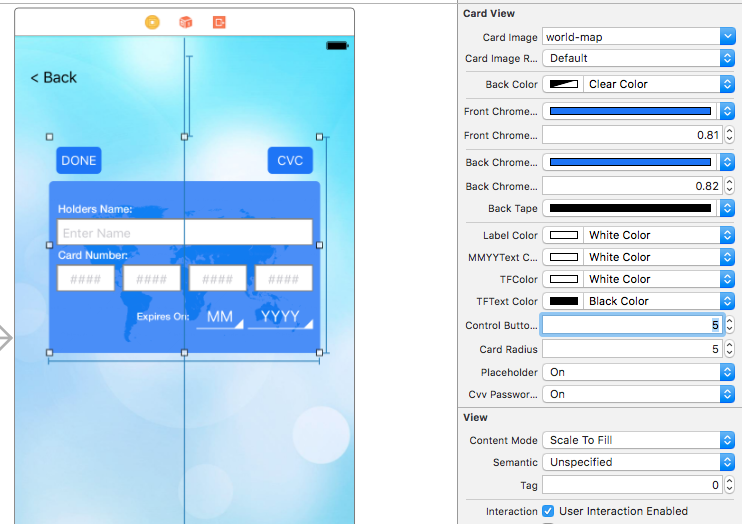 < Back
DONE
CVC
Holders Name:
Enter Name
Card Number:
#### #### #### ####
Expires On: MM YYYY
Card View
Card Image world-map
Card Image R... Default
Back Color Clear Color
Front Chrome...
Front Chrome... 0.81
Back Chrome...
Back Chrome... 0.82
Back Tape
Label Color White Color
MMYYText C... White Color
TFColor White Color
TFText Color Black Color
Control Butto... 5
Card Radius 5
Placeholder On
Cvv Passwor... On
View
Content Mode Scale To Fill
Semantic Unspecified
Tag 0
Interaction User Interaction Enabled